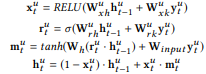 x_t^u = RELU(W_{xh}^u h_{t-1}^u + W_{xk}^u y_t^u)
r_t^u = σ(W_{rh}^u h_{t-1}^u + W_{rk}^u y_t^u)
m_t^u = tanh(W_h(r_t^u · h_{t-1}^u) + W_{input} y_t^u)
h_t^u = (1 − x_t^u) · h_{t-1}^u + x_t^u · m_t^u